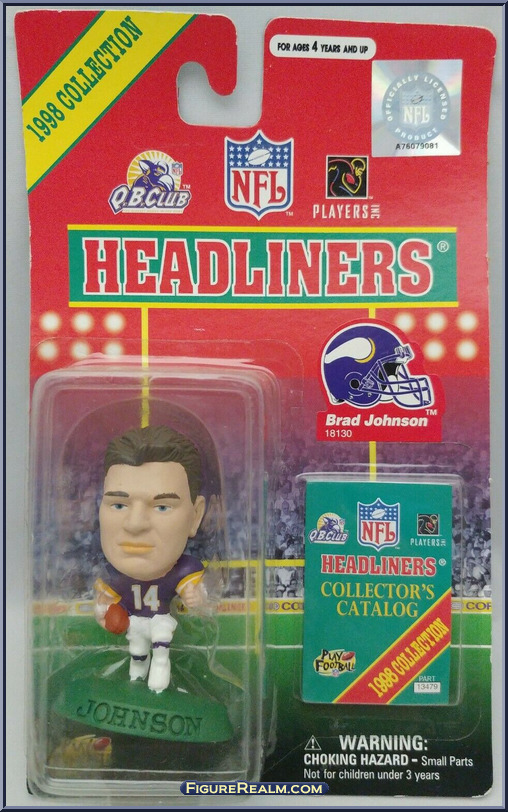 1998 COLLECTION
FOR AGES 4 YEARS AND UP
OFFICIALLY LICENSED
NFL
PRODUCT
A76079081
Q.B. CLUB
NFL
PLAYERS INC
HEADLINERS®
Brad Johnson™
18130
14
JOHNSON
Q.B. CLUB
NFL
PLAYERS INC
HEADLINERS®
COLLECTOR'S
CATALOG
1998 COLLECTION
PLAY
FOOTBALL
PART
13479
WARNING:
CHOKING HAZARD - Small Parts
Not for children under 3 years
FIGUREREALM.COM